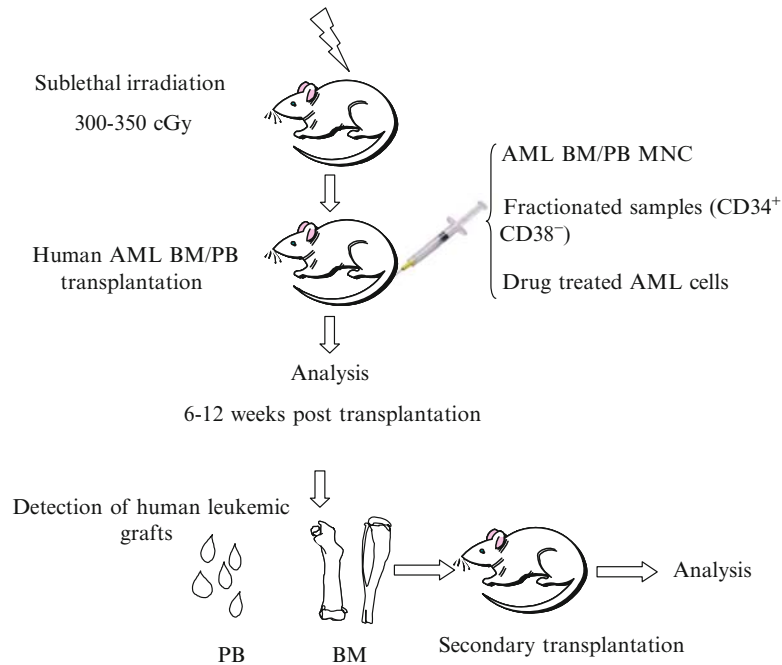 Sublethal irradiation
300-350 cGy
AML BM/PB MNC
Fractionated samples (CD34⁺
CD38⁻)
Drug treated AML cells
Human AML BM/PB
transplantation
Analysis
6-12 weeks post transplantation
Detection of human leukemic
grafts
PB
BM
Secondary transplantation
Analysis